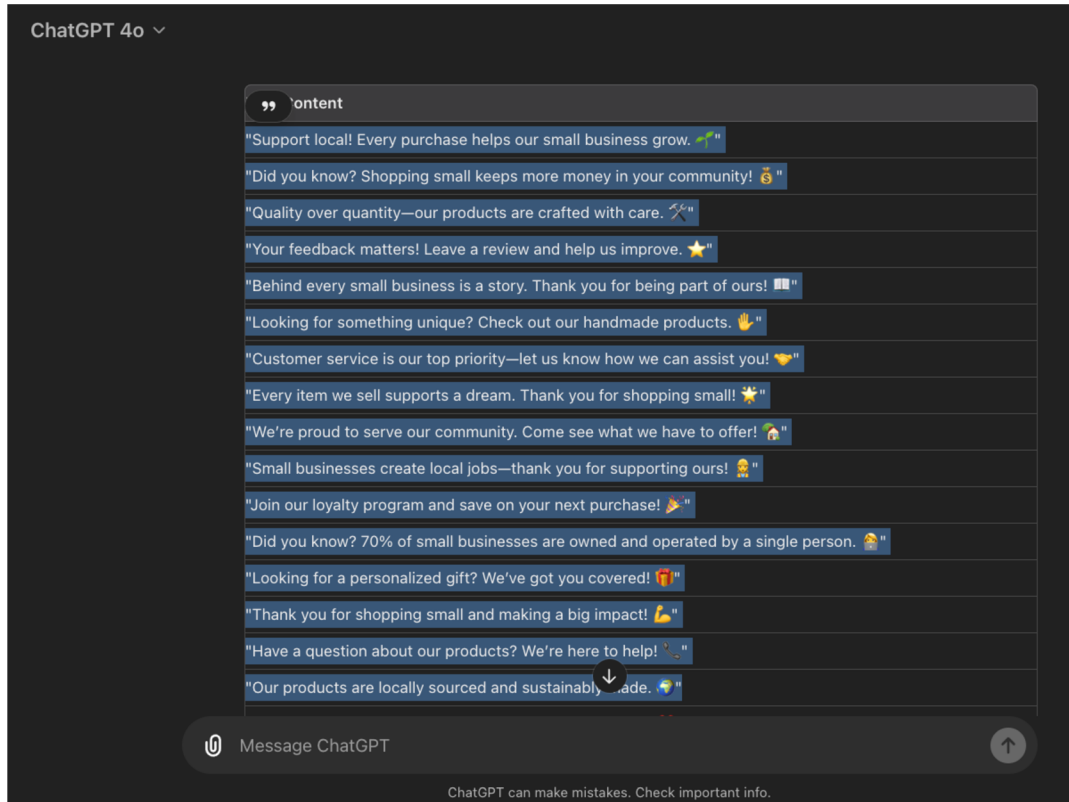 ChatGPT 4o
ontent
"Support local! Every purchase helps our small business grow. 🌱"
"Did you know? Shopping small keeps more money in your community! 💰"
"Quality over quantity—our products are crafted with care. 🛠️"
"Your feedback matters! Leave a review and help us improve. ⭐"
"Behind every small business is a story. Thank you for being part of ours! 📖"
"Looking for something unique? Check out our handmade products. 🖐️"
"Customer service is our top priority—let us know how we can assist you! 🤝"
"Every item we sell supports a dream. Thank you for shopping small! 🌟"
"We’re proud to serve our community. Come see what we have to offer! 🏡"
"Small businesses create local jobs—thank you for supporting ours! 👷"
"Join our loyalty program and save on your next purchase! 🎉"
"Did you know? 70% of small businesses are owned and operated by a single person. 🧑‍💻"
"Looking for a personalized gift? We’ve got you covered! 🎁"
"Thank you for shopping small and making a big impact! 💪"
"Have a question about our products? We’re here to help! 📞"
"Our products are locally sourced and sustainably ade. 🌍"
Message ChatGPT
ChatGPT can make mistakes. Check important info.